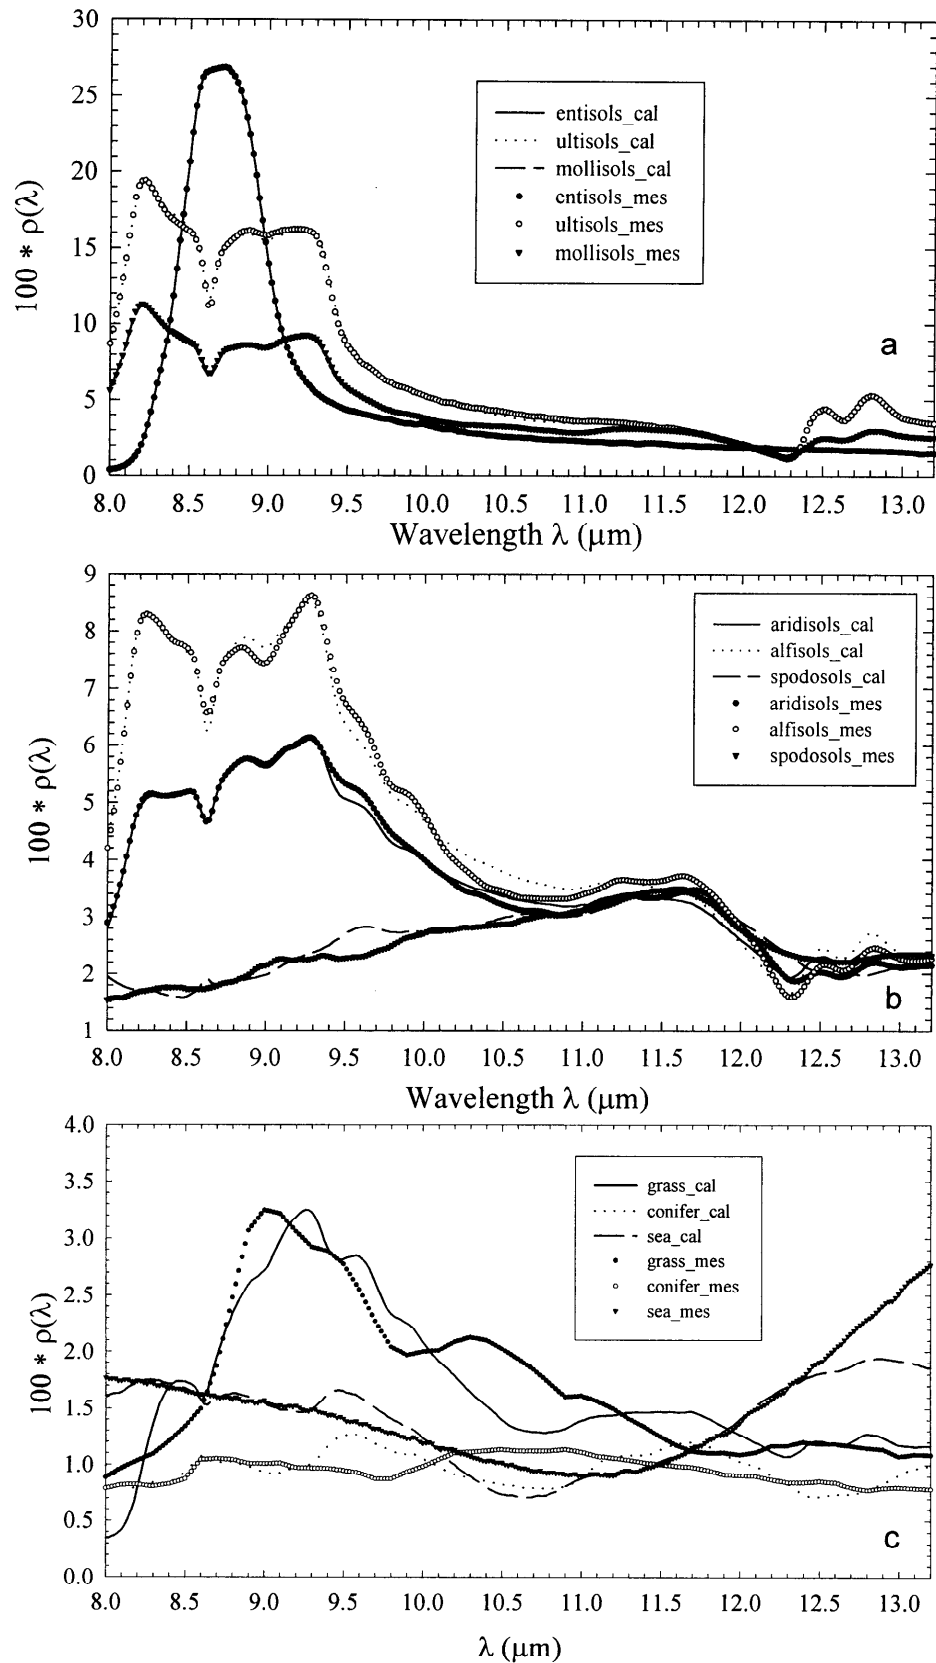 30
25
20
15
10
5
0
100 * ρ(λ)
entisols_cal
ultisols_cal
mollisols_cal
entisols_mes
ultisols_mes
mollisols_mes
a
8.0 8.5 9.0 9.5 10.0 10.5 11.0 11.5 12.0 12.5 13.0
Wavelength λ (μm)
9
8
7
6
5
4
3
2
1
100 * ρ(λ)
aridisols_cal
alfisols_cal
spodosols_cal
aridisols_mes
alfisols_mes
spodosols_mes
b
8.0 8.5 9.0 9.5 10.0 10.5 11.0 11.5 12.0 12.5 13.0
Wavelength λ (μm)
4.0
3.5
3.0
2.5
2.0
1.5
1.0
0.5
0.0
100 * ρ(λ)
grass_cal
conifer_cal
sea_cal
grass_mes
conifer_mes
sea_mes
c
8.0 8.5 9.0 9.5 10.0 10.5 11.0 11.5 12.0 12.5 13.0
λ (μm)